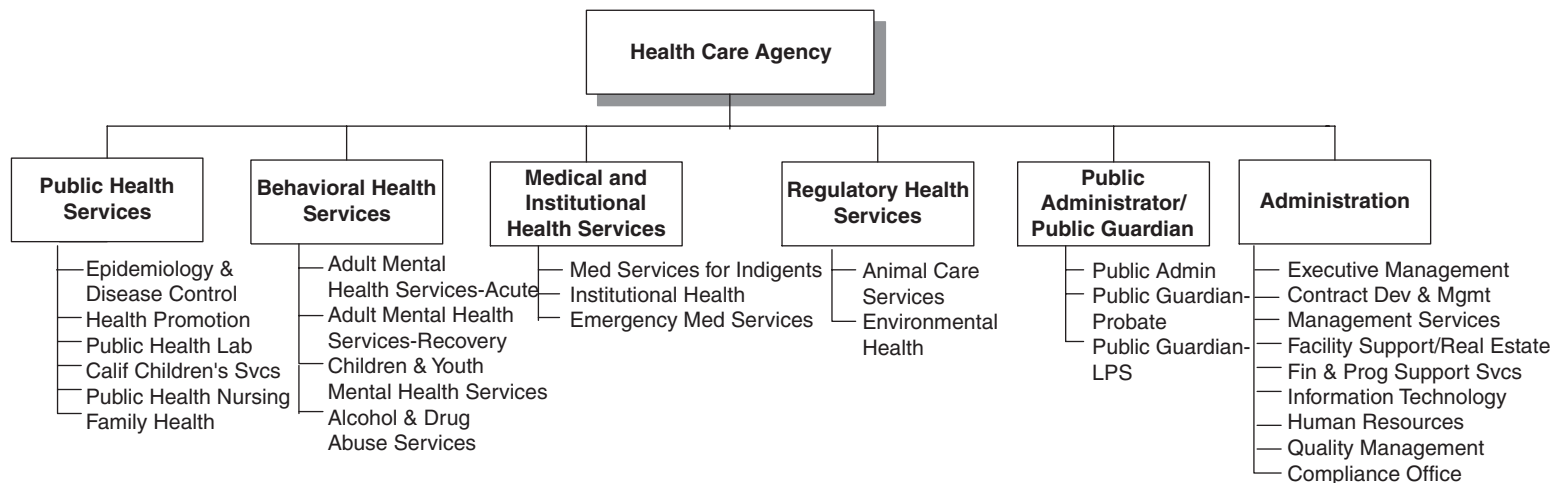 Health Care Agency
Public Health
Services
Epidemiology &
Disease Control
Health Promotion
Public Health Lab
Calif Children's Svcs
Public Health Nursing
Family Health
Behavioral Health
Services
Adult Mental
Health Services-Acute
Adult Mental Health
Services-Recovery
Children & Youth
Mental Health Services
Alcohol & Drug
Abuse Services
Medical and
Institutional
Health Services
Med Services for Indigents
Institutional Health
Emergency Med Services
Regulatory Health
Services
Animal Care
Services
Environmental
Health
Public
Administrator/
Public Guardian
Public Admin
Public Guardian-
Probate
Public Guardian-
LPS
Administration
Executive Management
Contract Dev & Mgmt
Management Services
Facility Support/Real Estate
Fin & Prog Support Svcs
Information Technology
Human Resources
Quality Management
Compliance Office